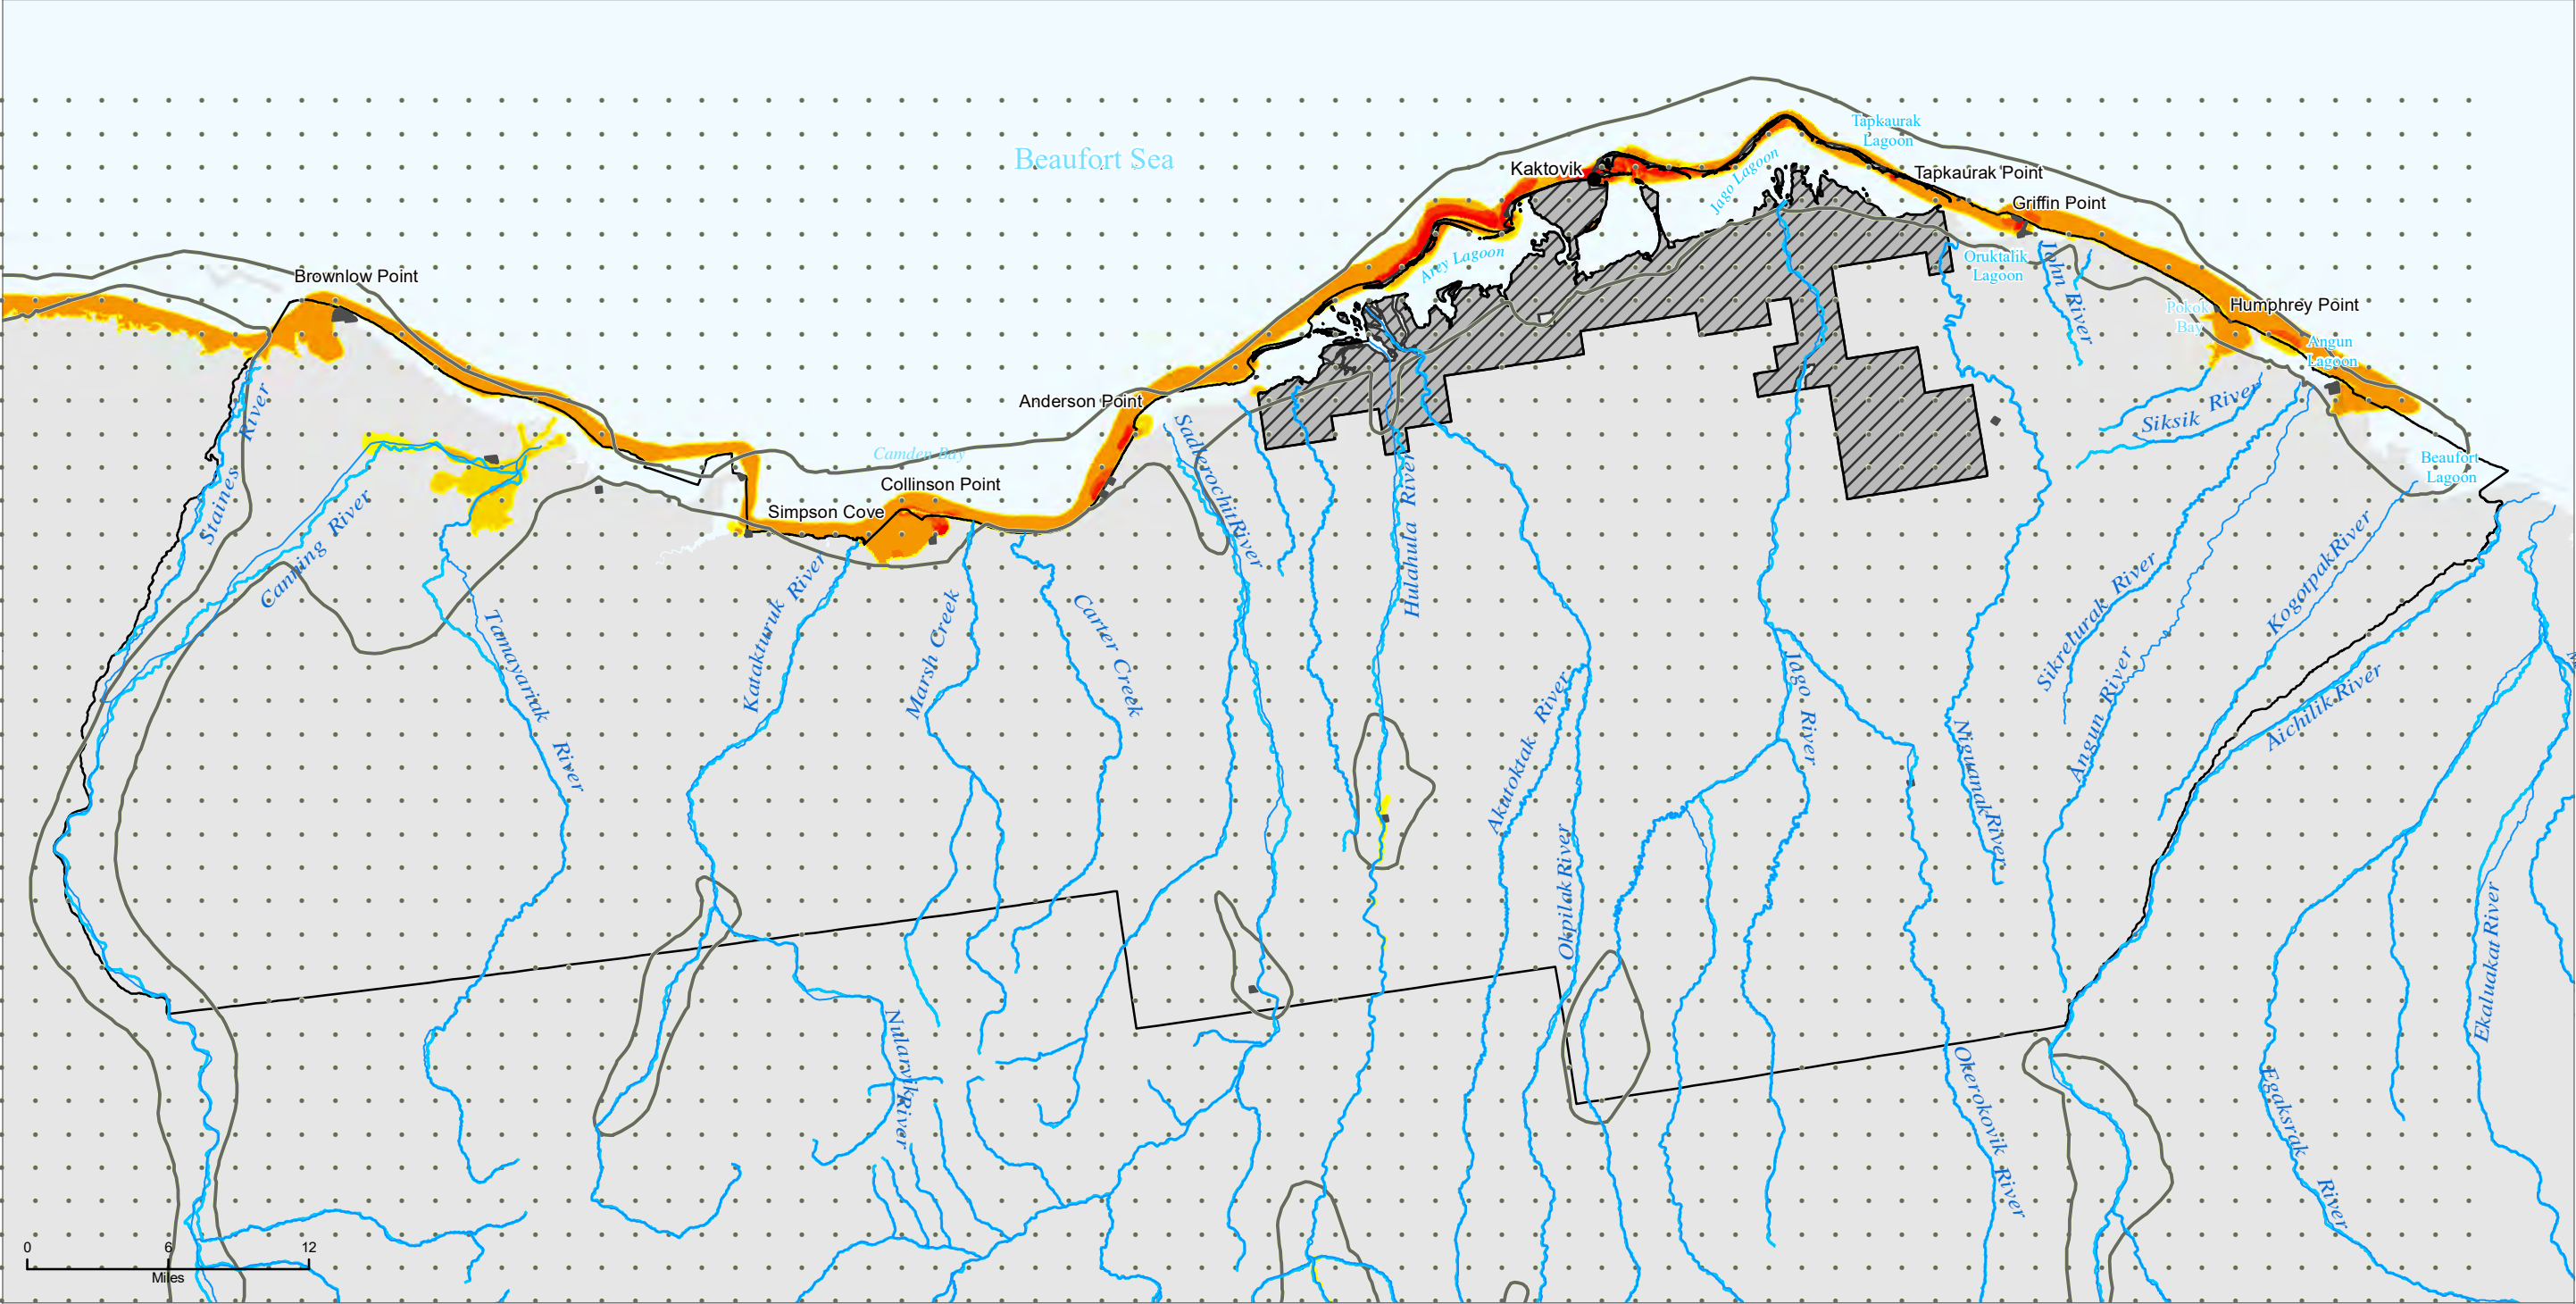 Tapkaurak
Lagoon
Beaufort Sea
Kaktovik
Jago Lagoon
Tapkaurak Point
Griffin Point
Arey Lagoon
Oruktalik
Lagoon
John River
Brownlow Point
Pokok
Bay
Humphrey Point
Angun
Lagoon
Anderson Point
Siksik River
Staines River
Camden Bay
Sadlerochit River
Hulahula River
Beaufort
Lagoon
Collinson Point
Simpson Cove
Canning River
Tamayariak River
Katakturuk River
Marsh Creek
Carter Creek
Sikrelurak River
Kogotpak River
Angun River
Aichilik River
Jago River
Akutoktak River
Niguanak River
Okpilak River
Ekaluakat River
Nularvik River
Okerokovik River
Egaksrak River
0 6 12
Miles